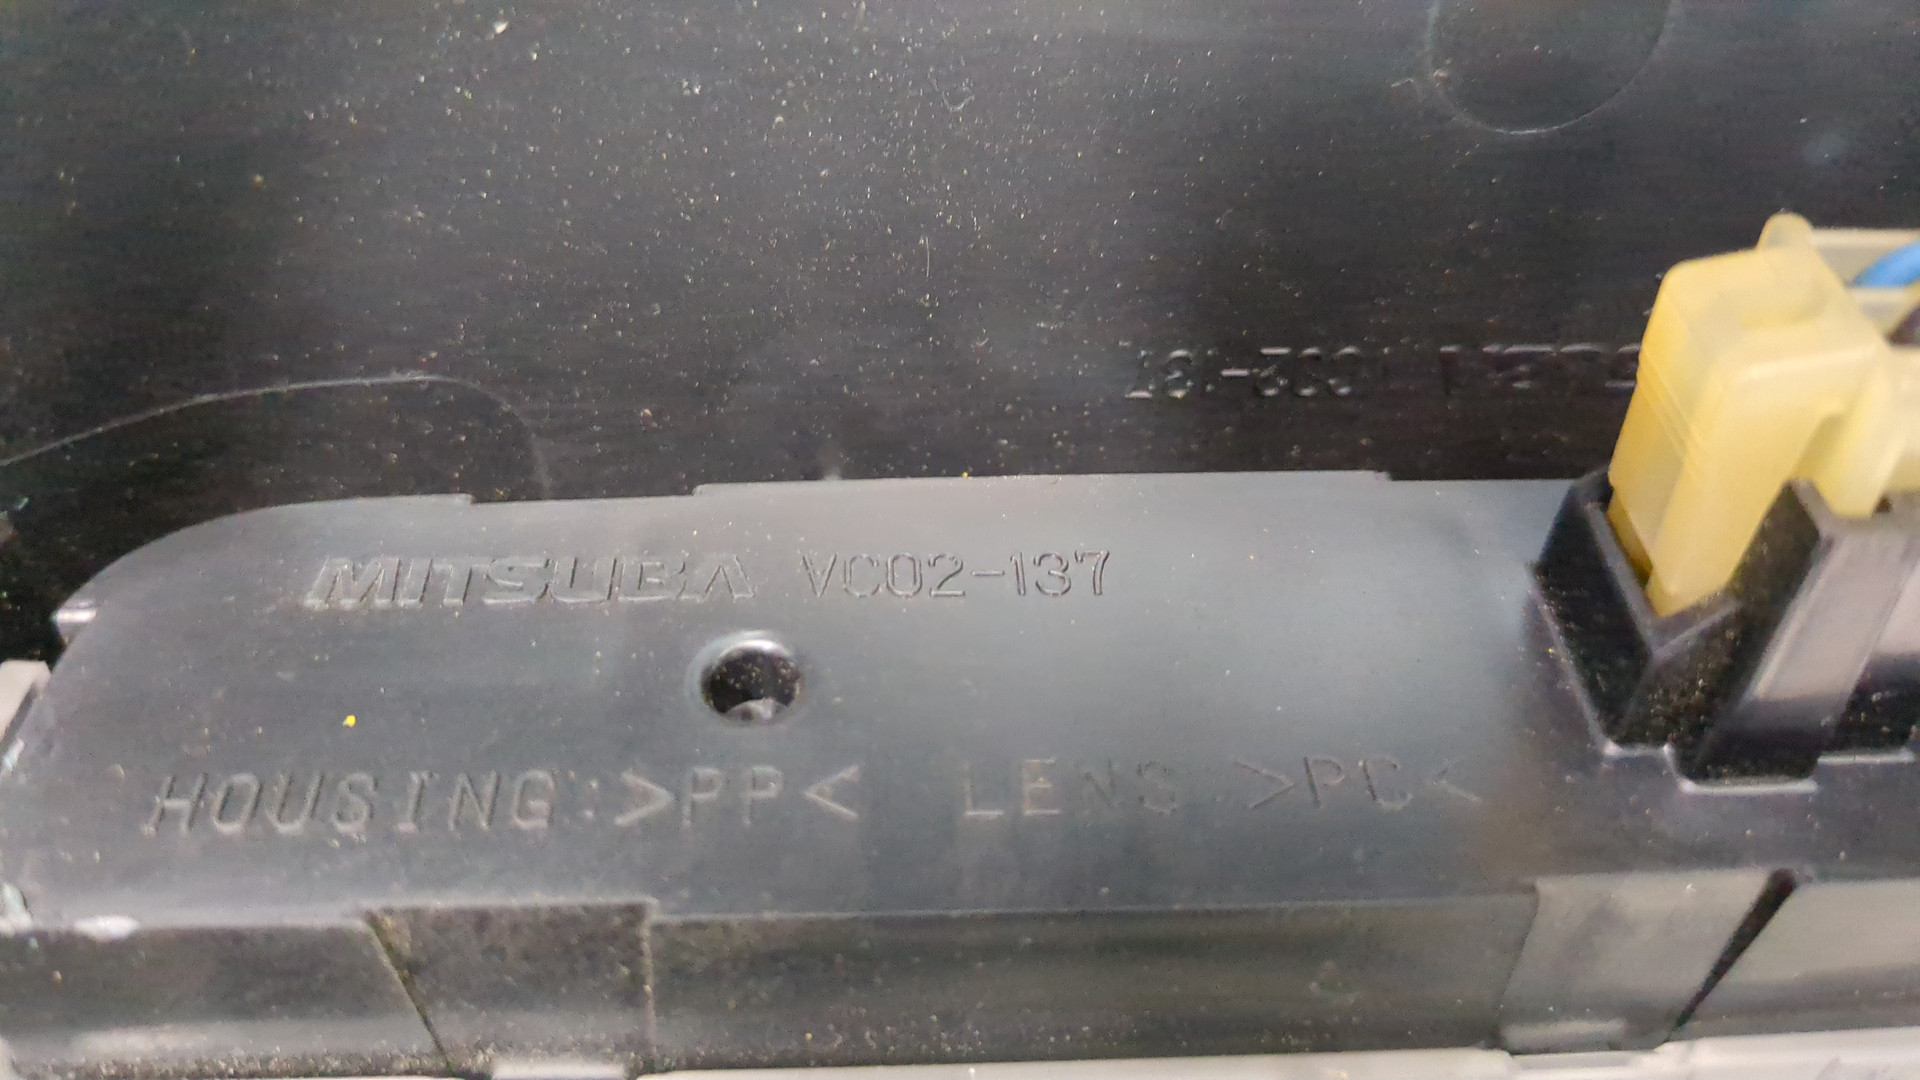 MITSUBA VC02-137
HOUSING:>PP< LENS:>PC<